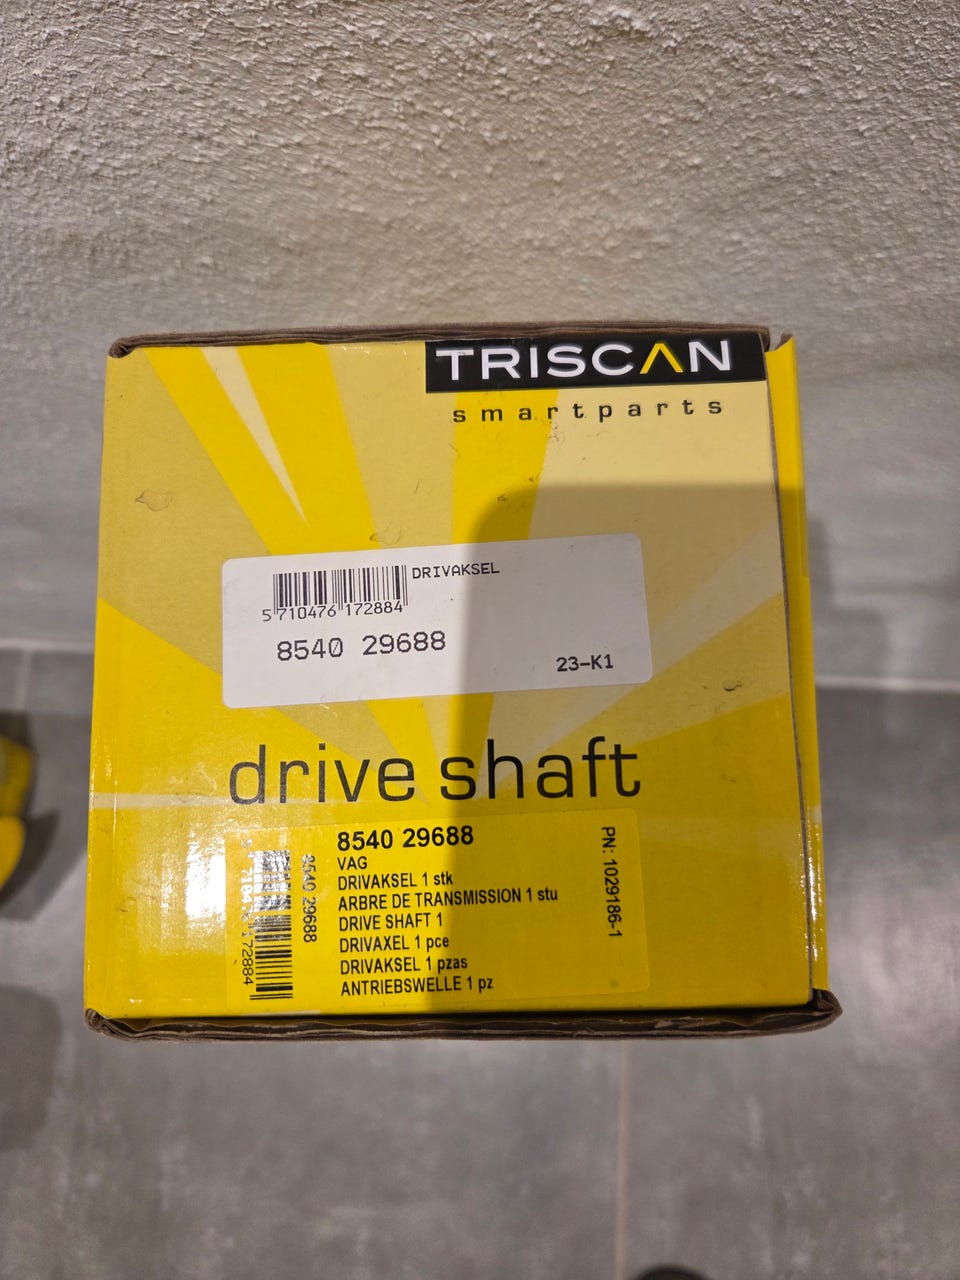 TRISCAN
smartparts
DRIVAKSEL
5 710476 172884
8540 29688
23-K1
drive shaft
8540 29688
VAG
DRIVAKSEL 1 stk
ARBRE DE TRANSMISSION 1 stu
DRIVE SHAFT 1
DRIVAXEL 1 pce
DRIVAKSEL 1 pzas
ANTRIEBSWELLE 1 pz
8540 29688
172884
PN: 1029186-1